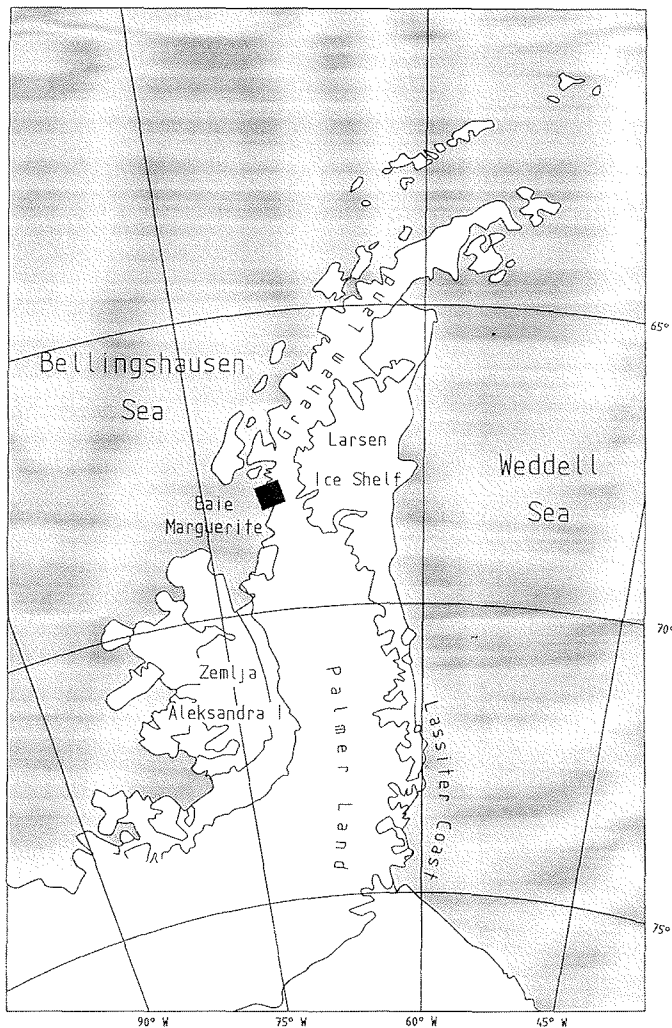 65°
Bellingshausen
Sea
Graham Land
Larsen
Ice Shelf
Weddell
Sea
Baie
Marguerite
70°
Zemlja
Aleksandra I
Palmer Land
Lassiter Coast
75°
90° W
75° W
60° W
45° W